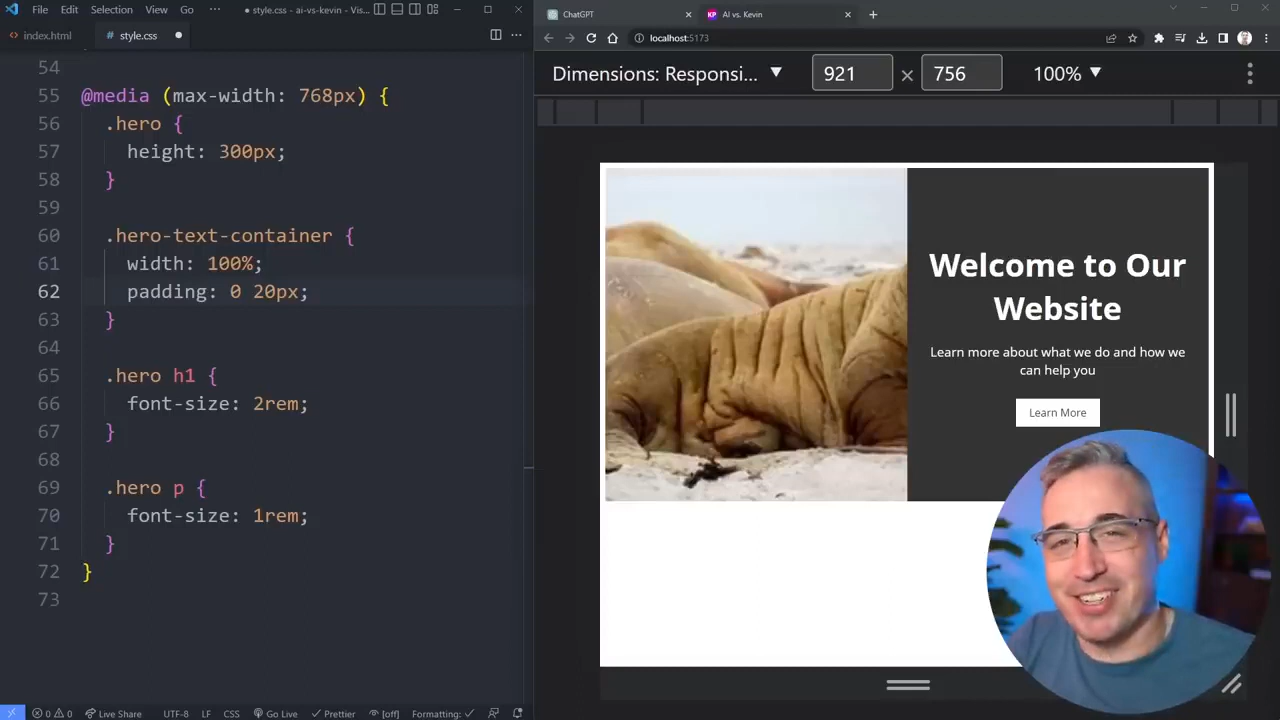 File Edit Selection View Go ··· ● style.css - ai-vs-kevin - Vis...
index.html style.css ●
54
55 @media (max-width: 768px) {
56 .hero {
57 height: 300px;
58 }
59
60 .hero-text-container {
61 width: 100%;
62 padding: 0 20px;
63 }
64
65 .hero h1 {
66 font-size: 2rem;
67 }
68
69 .hero p {
70 font-size: 1rem;
71 }
72 }
73
0 0 Live Share UTF-8 LF CSS Go Live Prettier [off] Formatting: ✓
ChatGPT × KP AI vs. Kevin × +
localhost:5173
Dimensions: Responsi... ▼ 921 × 756 100% ▼
Welcome to Our
Website
Learn more about what we do and how we
can help you
Learn More